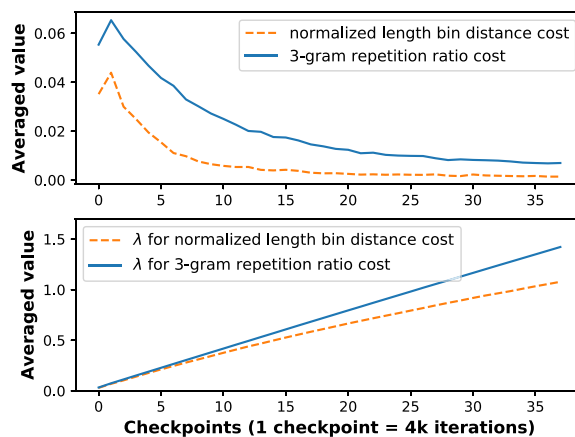 Averaged value
0.06
0.04
0.02
0.00
normalized length bin distance cost
3-gram repetition ratio cost
0 5 10 15 20 25 30 35
Averaged value
1.5
1.0
0.5
0.0
λ for normalized length bin distance cost
λ for 3-gram repetition ratio cost
0 5 10 15 20 25 30 35
Checkpoints (1 checkpoint = 4k iterations)